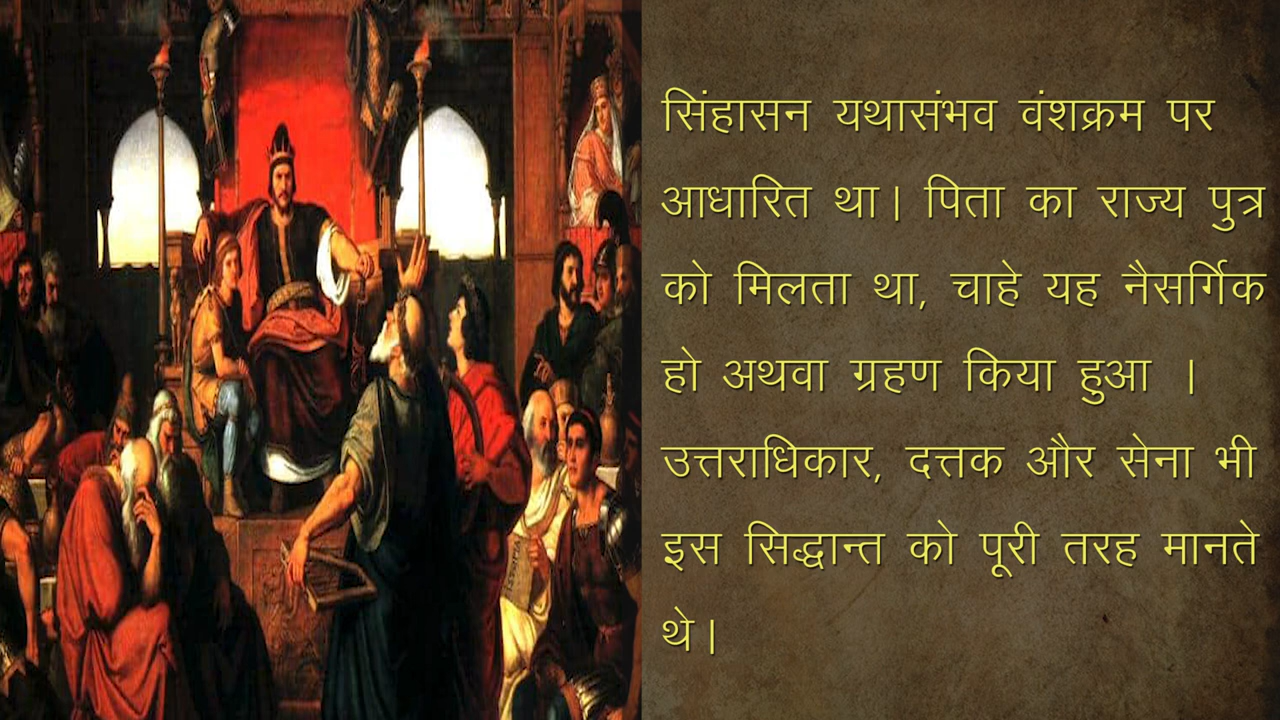 सिंहासन यथासंभव वंशक्रम पर
आधारित था। पिता का राज्य पुत्र
को मिलता था, चाहे यह नैसर्गिक
हो अथवा ग्रहण किया हुआ ।
उत्तराधिकार, दत्तक और सेना भी
इस सिद्धान्त को पूरी तरह मानते
थे।